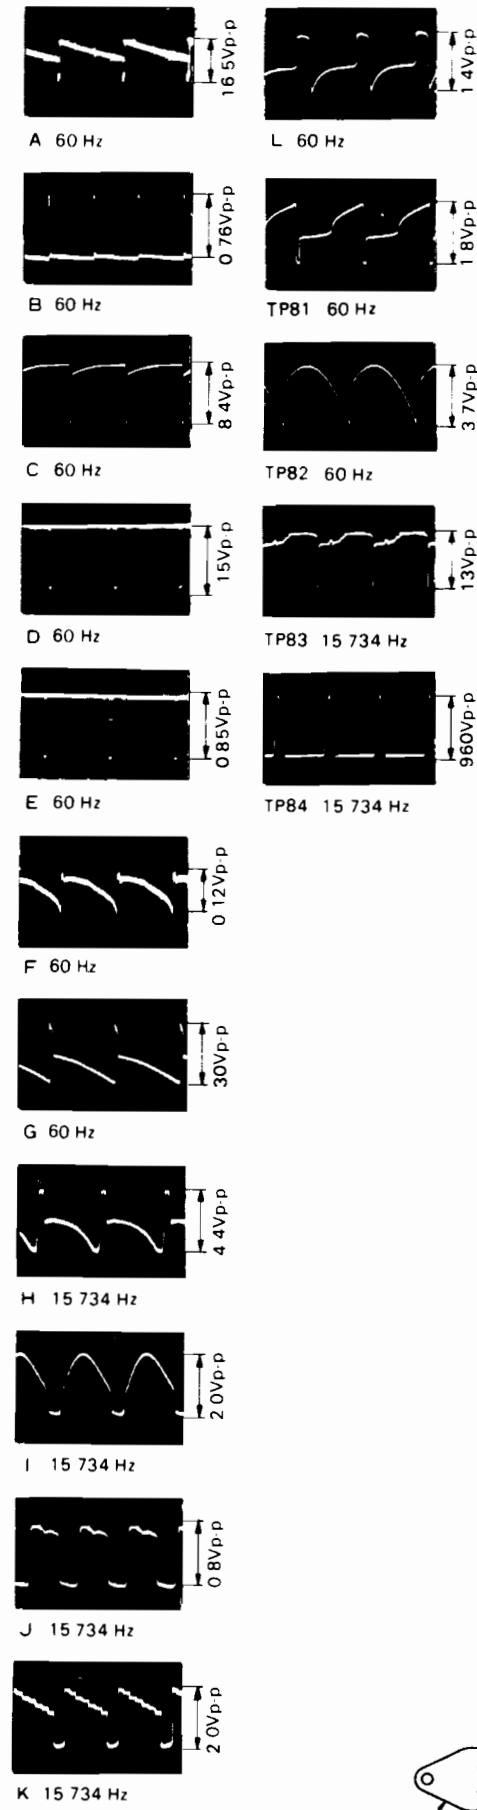 16 5Vp-p
A 60 Hz
0 76Vp-p
B 60 Hz
8 4Vp-p
C 60 Hz
15Vp-p
D 60 Hz
0 85Vp-p
E 60 Hz
0 12Vp-p
F 60 Hz
30Vp-p
G 60 Hz
4 4Vp-p
H 15 734 Hz
2 0Vp-p
I 15 734 Hz
0 8Vp-p
J 15 734 Hz
2 0Vp-p
K 15 734 Hz
1 4Vp-p
L 60 Hz
1 8Vp-p
TP81 60 Hz
3 7Vp-p
TP82 60 Hz
13Vp-p
TP83 15 734 Hz
960Vp-p
TP84 15 734 Hz